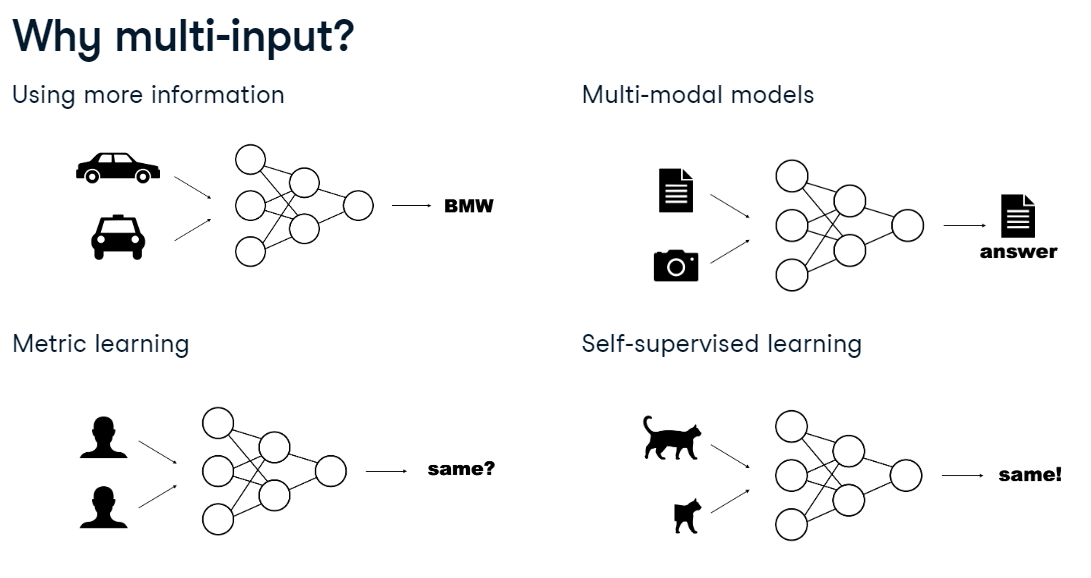 Why multi-input?
Using more information
Multi-modal models
BMW
answer
Metric learning
Self-supervised learning
same?
same!